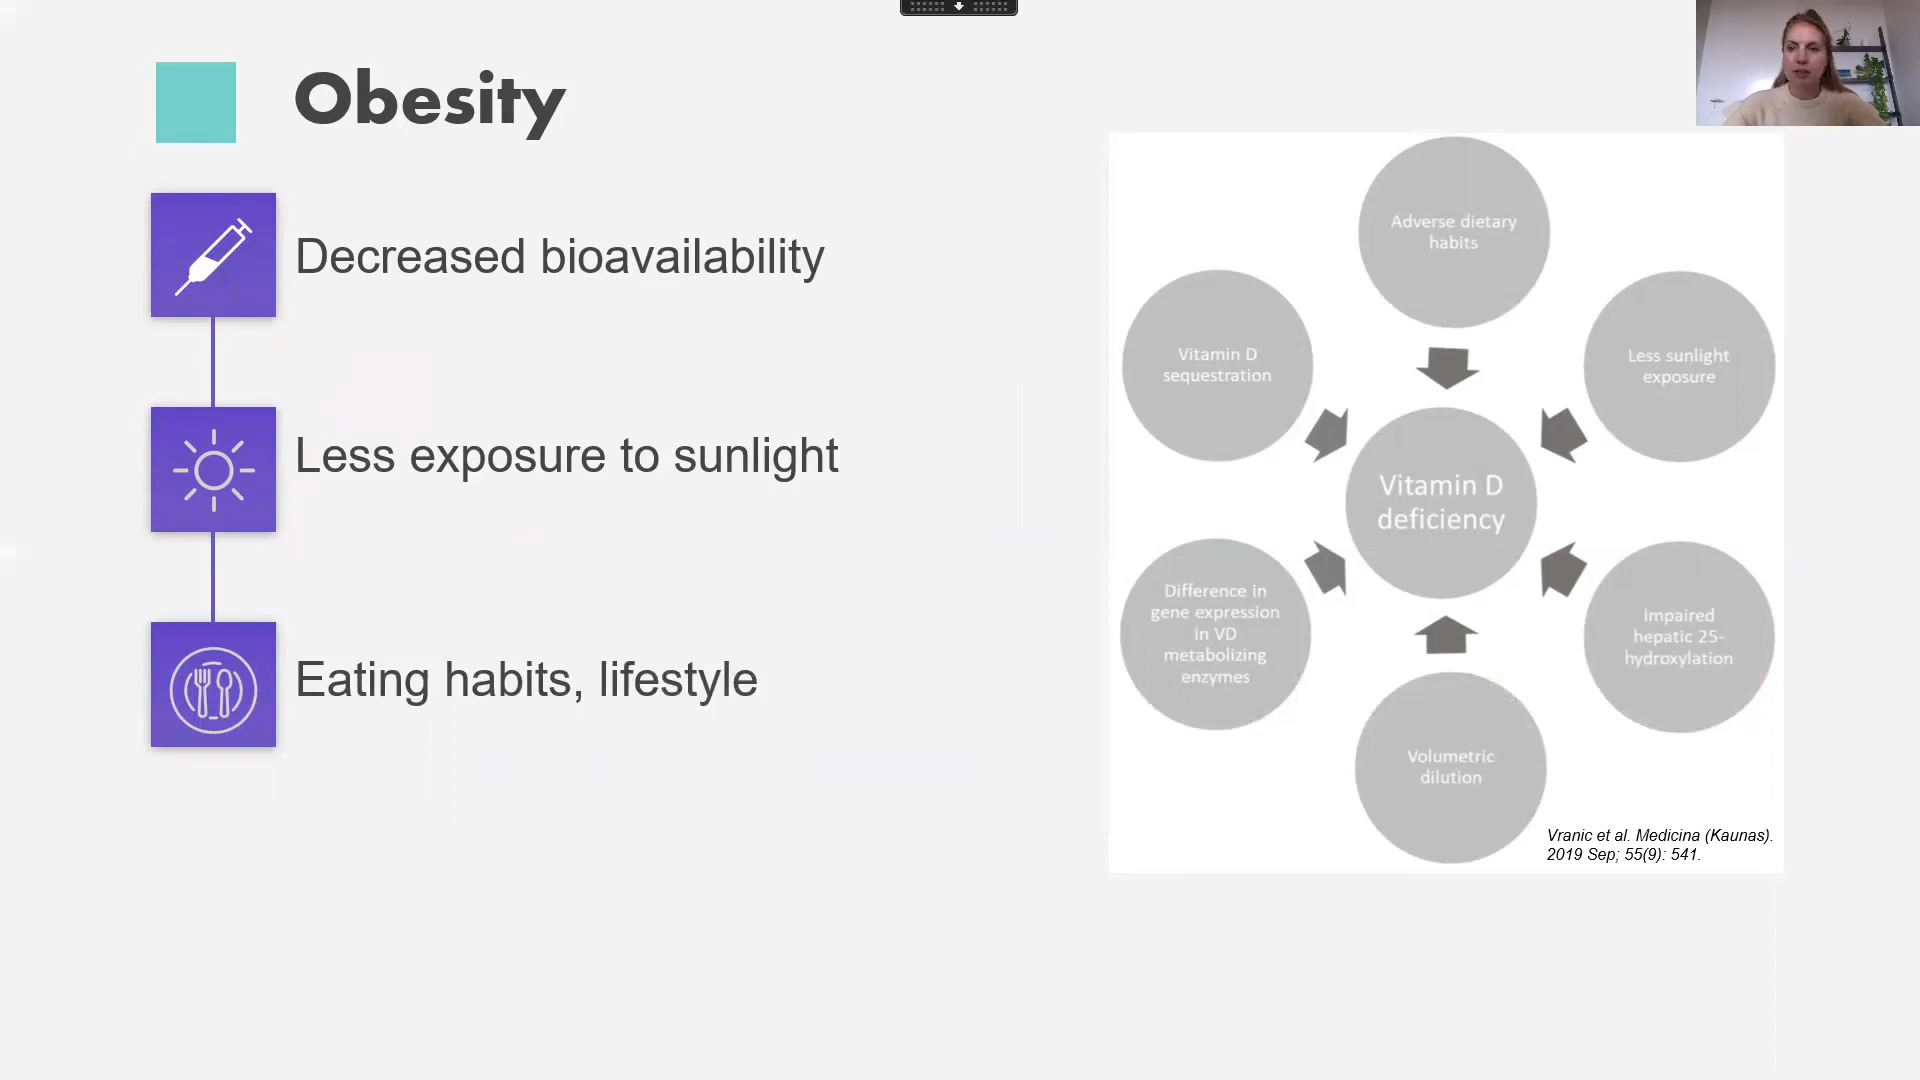 Obesity
Decreased bioavailability
Less exposure to sunlight
Eating habits, lifestyle
Adverse dietary
habits
Vitamin D
sequestration
Less sunlight
exposure
Vitamin D
deficiency
Difference in
gene expression
in VD
metabolizing
enzymes
Impaired
hepatic 25-
hydroxylation
Volumetric
dilution
Vranic et al. Medicina (Kaunas).
2019 Sep; 55(9): 541.